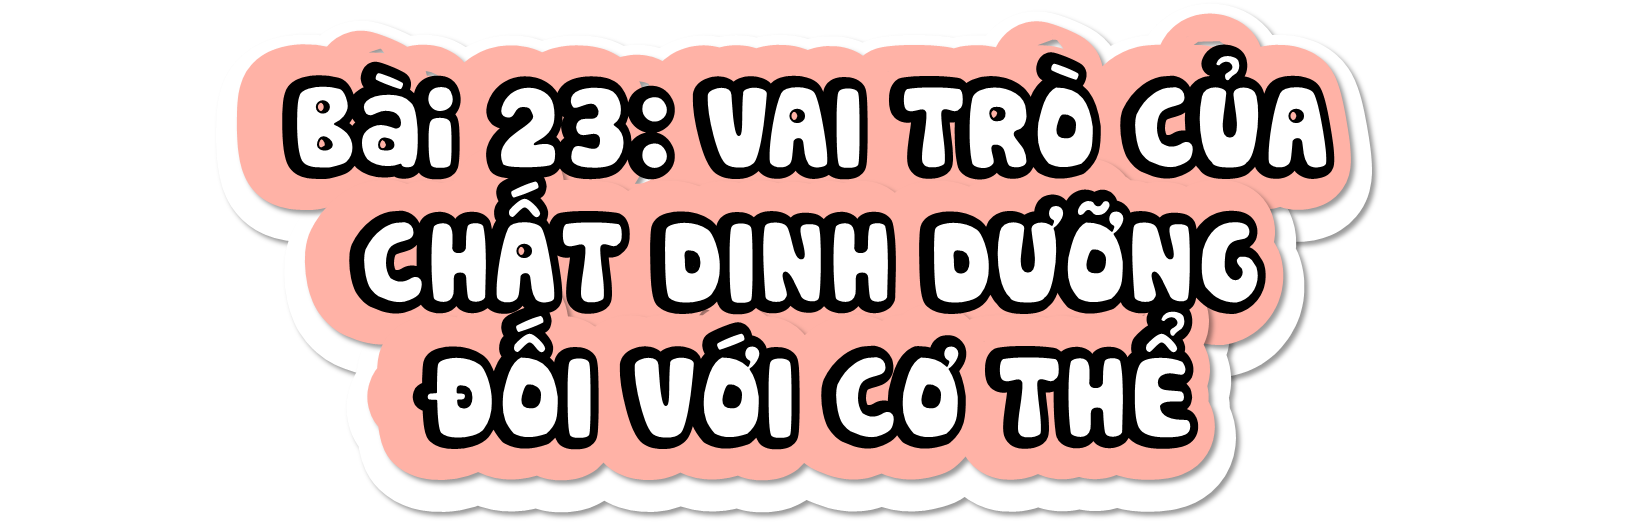 Bài 23: VAI TRÒ CỦA
CHẤT DINH DƯỠNG
ĐỐI VỚI CƠ THỂ